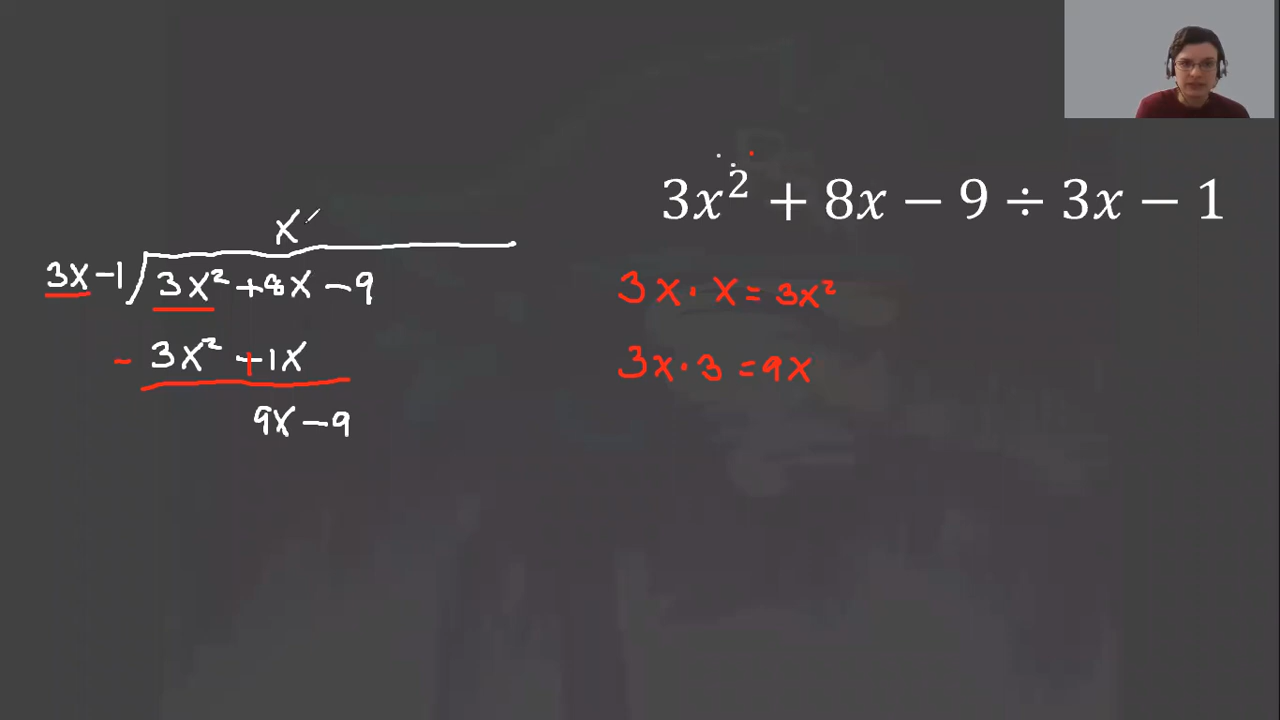 3x² + 8x − 9 ÷ 3x − 1
x
3x-1 3x²+8x-9
- 3x² +1x
9x-9
3x·x=3x²
3x·3=9x